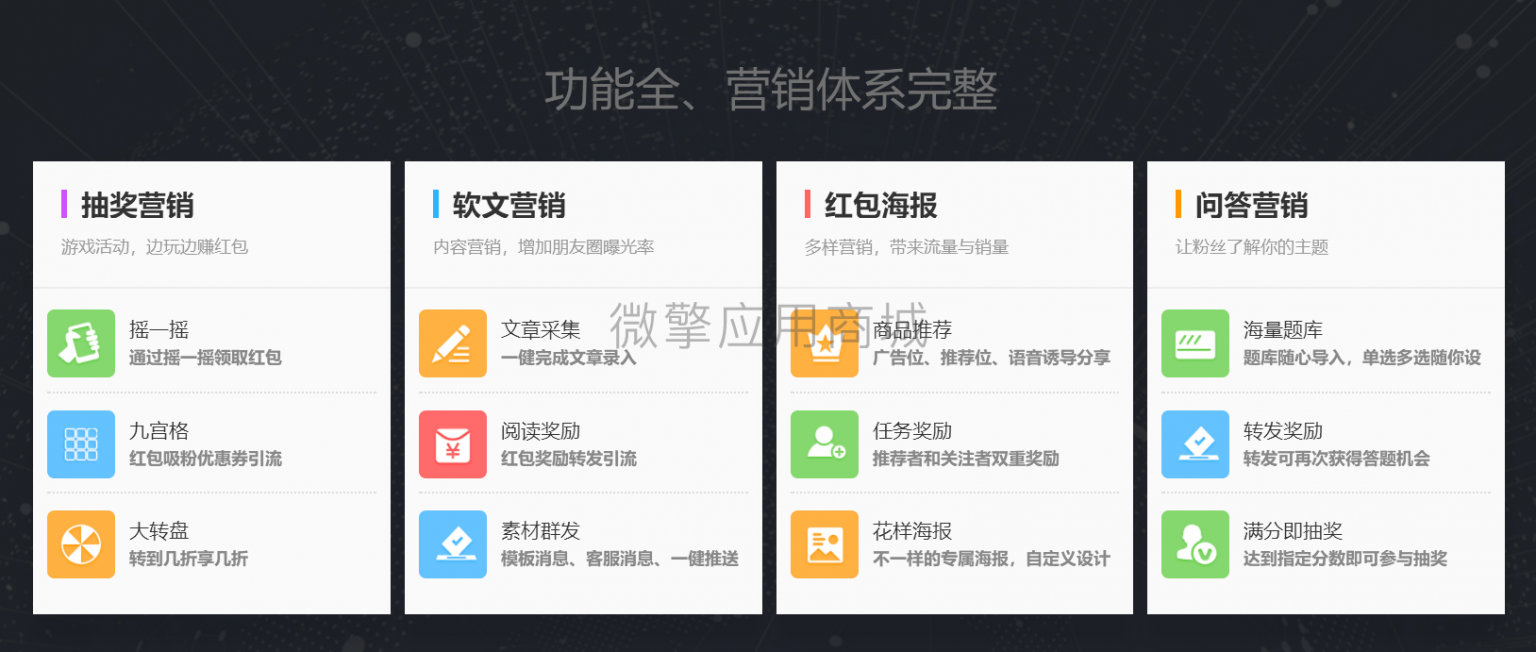 功能全、营销体系完整
抽奖营销
游戏活动，边玩边赚红包
摇一摇
通过摇一摇领取红包
九宫格
红包吸粉优惠券引流
大转盘
转到几折享几折
软文营销
内容营销，增加朋友圈曝光率
文章采集
一健完成文章录入
阅读奖励
红包奖励转发引流
素材群发
模板消息、客服消息、一健推送
红包海报
多样营销，带来流量与销量
商品推荐
广告位、推荐位、语音诱导分享
任务奖励
推荐者和关注者双重奖励
花样海报
不一样的专属海报，自定义设计
问答营销
让粉丝了解你的主题
海量题库
题库随心导入，单选多选随你设
转发奖励
转发可再次获得答题机会
满分即抽奖
达到指定分数即可参与抽奖
微擎应用商城